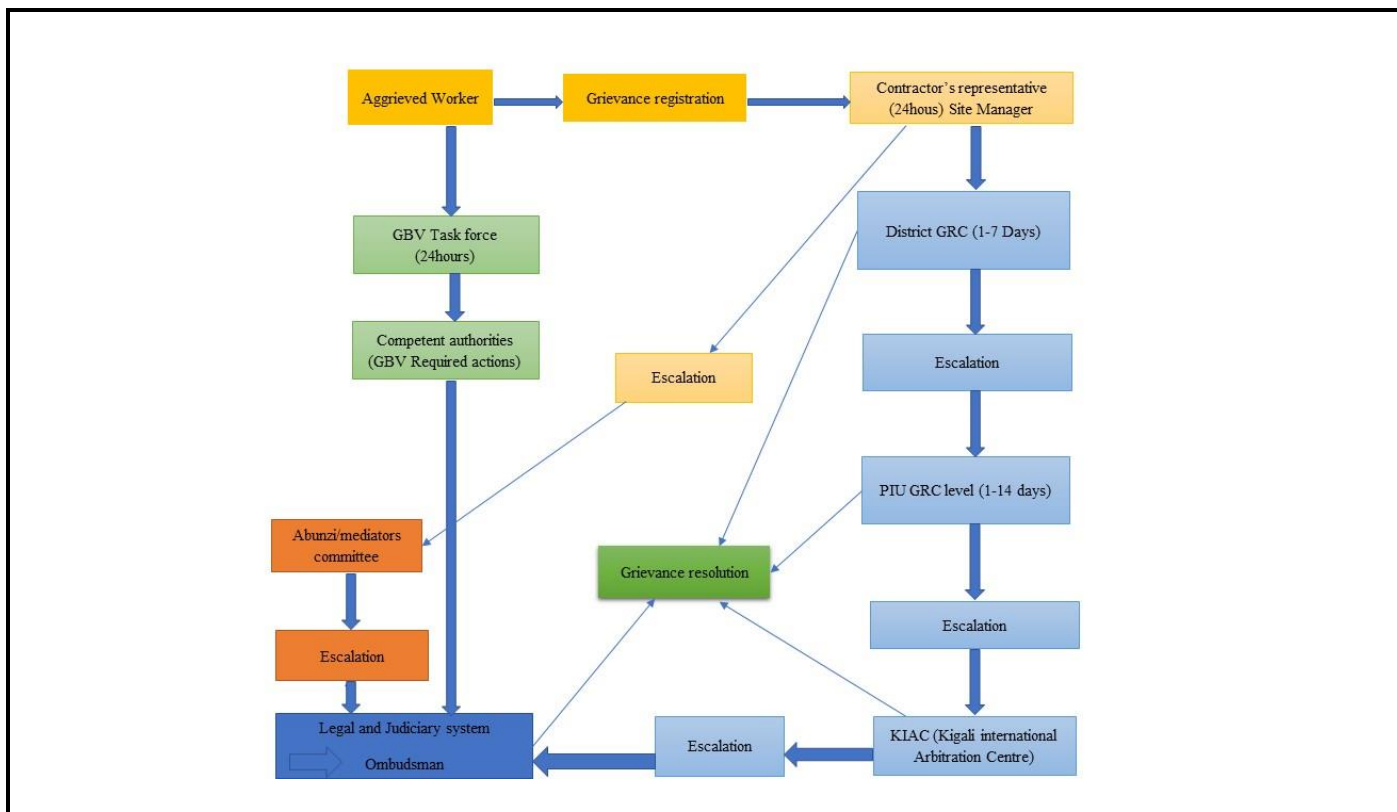 Aggrieved Worker
Grievance registration
Contractor's representative
(24hous) Site Manager
GBV Task force
(24hours)
District GRC (1-7 Days)
Competent authorities
(GBV Required actions)
Escalation
Escalation
PIU GRC level (1-14 days)
Abunzi/mediators
committee
Grievance resolution
Escalation
Escalation
Legal and Judiciary system
Ombudsman
Escalation
KIAC (Kigali international
Arbitration Centre)